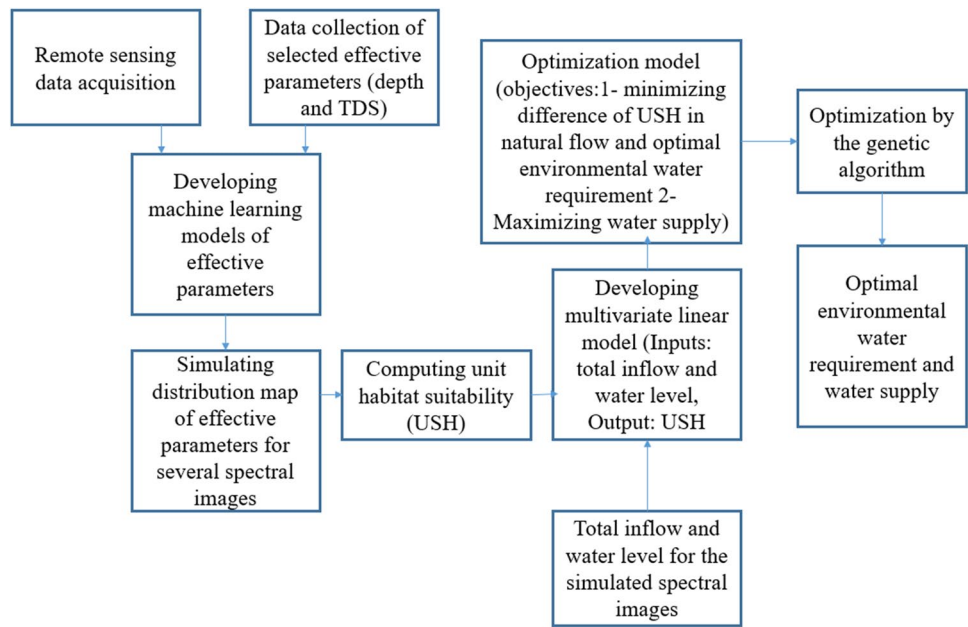 Remote sensing
data acquisition
Data collection of
selected effective
parameters (depth
and TDS)
Developing
machine learning
models of
effective
parameters
Simulating
distribution map
of effective
parameters for
several spectral
images
Computing unit
habitat suitability
(USH)
Optimization model
(objectives:1- minimizing
difference of USH in
natural flow and optimal
environmental water
requirement 2-
Maximizing water supply)
Developing
multivariate linear
model (Inputs:
total inflow and
water level,
Output: USH
Total inflow and
water level for the
simulated spectral
images
Optimization by
the genetic
algorithm
Optimal
environmental
water
requirement and
water supply